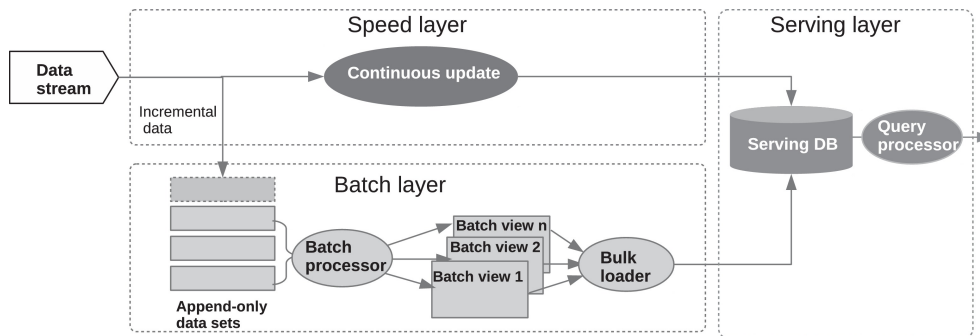 Speed layer
Serving layer
Data
stream
Continuous update
Incremental
data
Serving DB
Query
processor
Batch layer
Batch view n
Batch view 2
Batch view 1
Batch
processor
Bulk
loader
Append-only
data sets